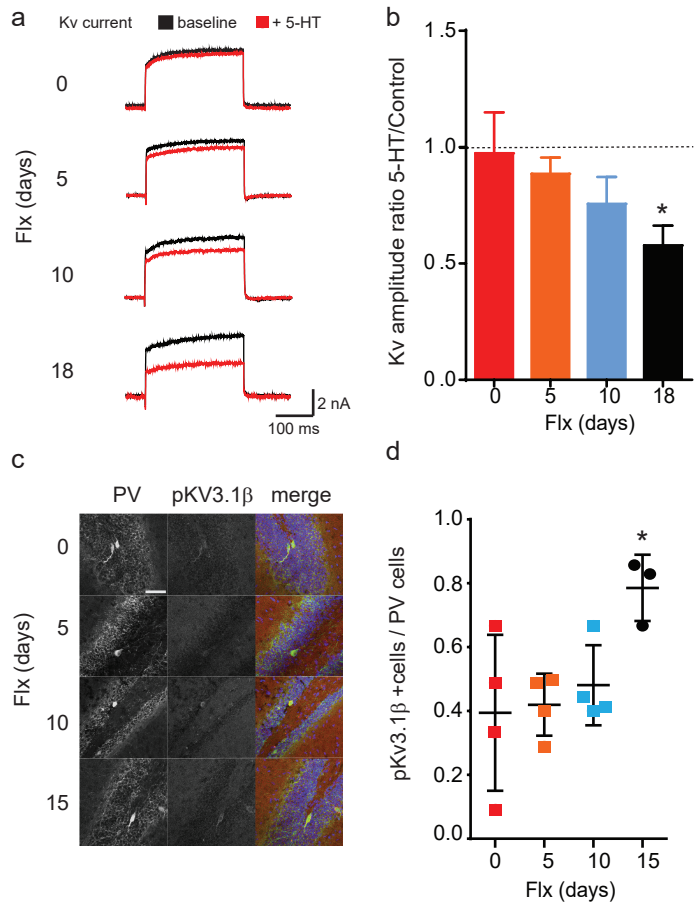 a
Kv current baseline + 5-HT
0
5
10
18
Flx (days)
2 nA
100 ms
b
Kv amplitude ratio 5-HT/Control
1.5
1.0
0.5
0.0
*
0 5 10 18
Flx (days)
c
PV pKV3.1β merge
0
5
10
15
Flx (days)
d
pKv3.1β +cells / PV cells
1.0
0.8
0.6
0.4
0.2
0.0
*
0 5 10 15
Flx (days)